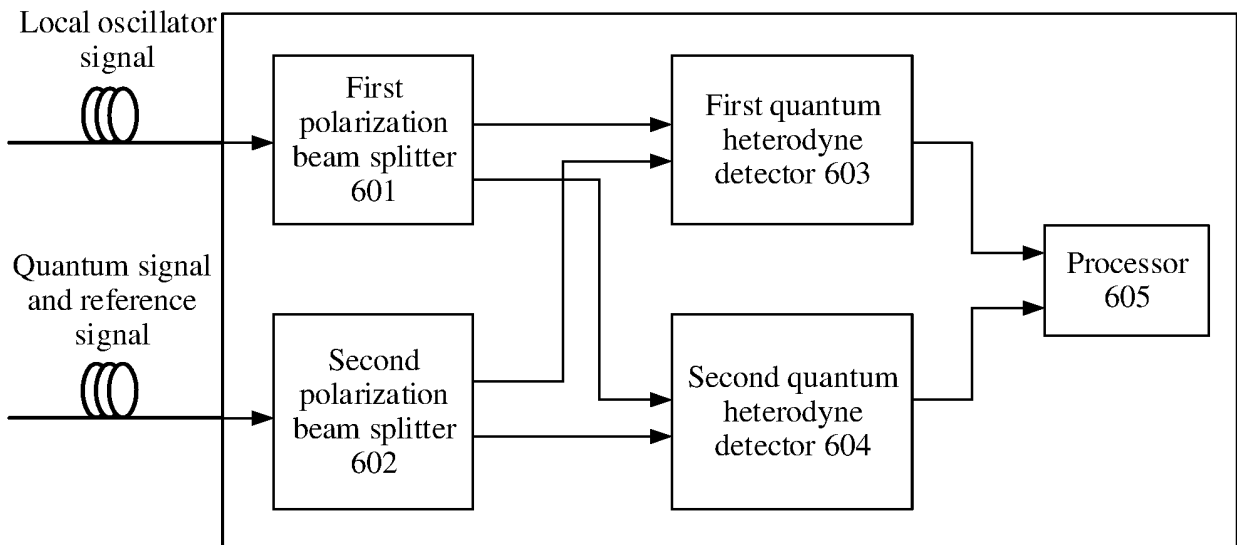 Local oscillator
signal
First
polarization
beam splitter
601
First quantum
heterodyne
detector 603
Quantum signal
and reference
signal
Processor
605
Second
polarization
beam splitter
602
Second quantum
heterodyne
detector 604